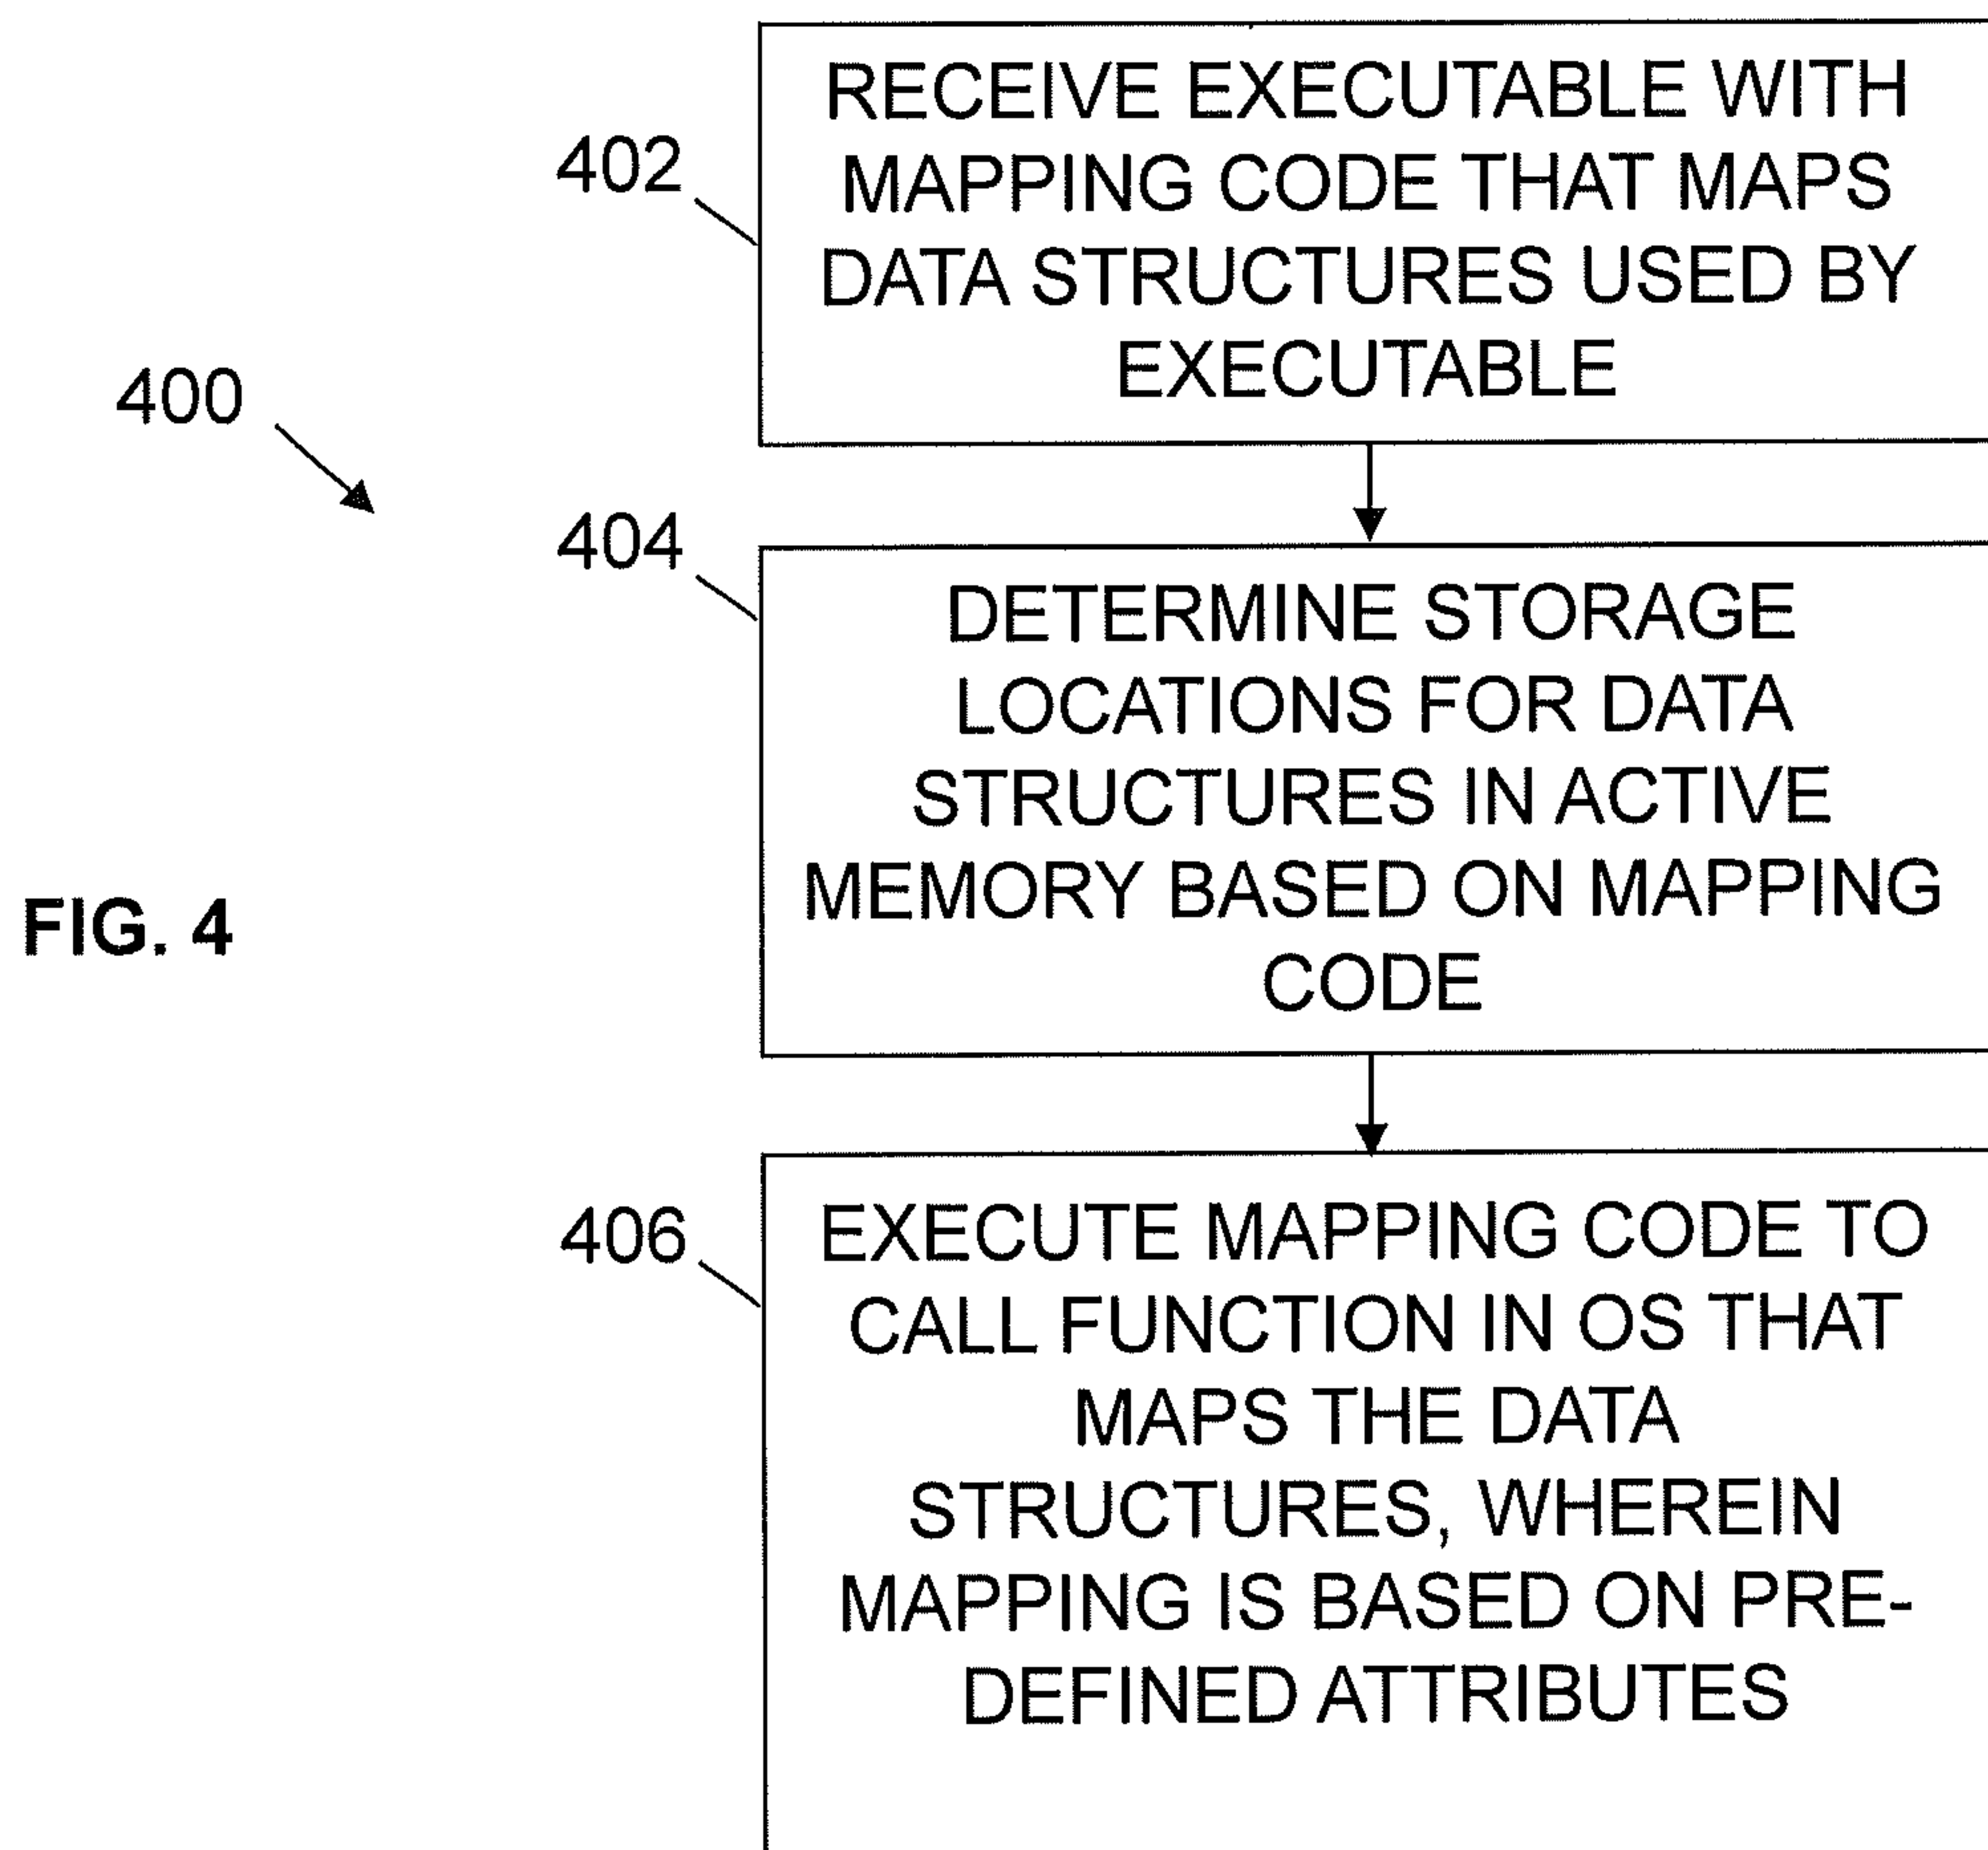 402
RECEIVE EXECUTABLE WITH
MAPPING CODE THAT MAPS
DATA STRUCTURES USED BY
EXECUTABLE
400
404
DETERMINE STORAGE
LOCATIONS FOR DATA
STRUCTURES IN ACTIVE
MEMORY BASED ON MAPPING
CODE
FIG. 4
406
EXECUTE MAPPING CODE TO
CALL FUNCTION IN OS THAT
MAPS THE DATA
STRUCTURES, WHEREIN
MAPPING IS BASED ON PRE-
DEFINED ATTRIBUTES